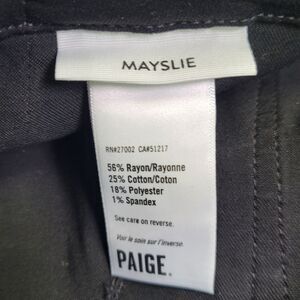 MAYSLIE
RN#27002 CA#51217
56% Rayon/Rayonne
25% Cotton/Coton
18% Polyester
1% Spandex
See care on reverse.
Voir le soin sur l'inverse.
PAIGE.